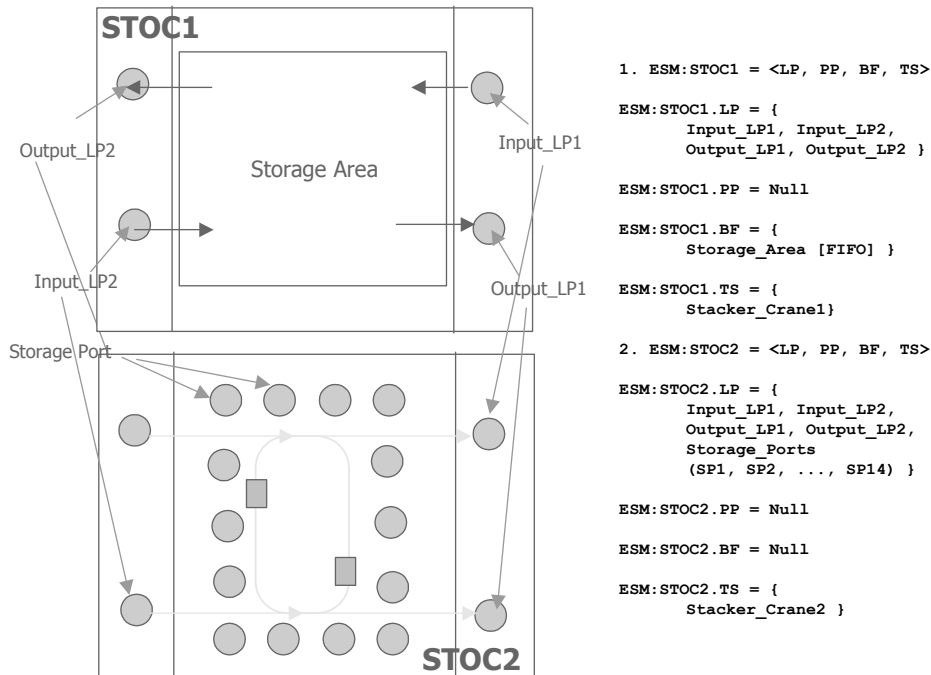 STOC1
Output_LP2
Input_LP1
Storage Area
Input_LP2
Output_LP1
Storage Port
STOC2
1. ESM:STOC1 = <LP, PP, BF, TS>
ESM:STOC1.LP = {
Input_LP1, Input_LP2,
Output_LP1, Output_LP2 }
ESM:STOC1.PP = Null
ESM:STOC1.BF = {
Storage_Area [FIFO] }
ESM:STOC1.TS = {
Stacker_Crane1}
2. ESM:STOC2 = <LP, PP, BF, TS>
ESM:STOC2.LP = {
Input_LP1, Input_LP2,
Output_LP1, Output_LP2,
Storage_Ports
(SP1, SP2, ..., SP14) }
ESM:STOC2.PP = Null
ESM:STOC2.BF = Null
ESM:STOC2.TS = {
Stacker_Crane2 }